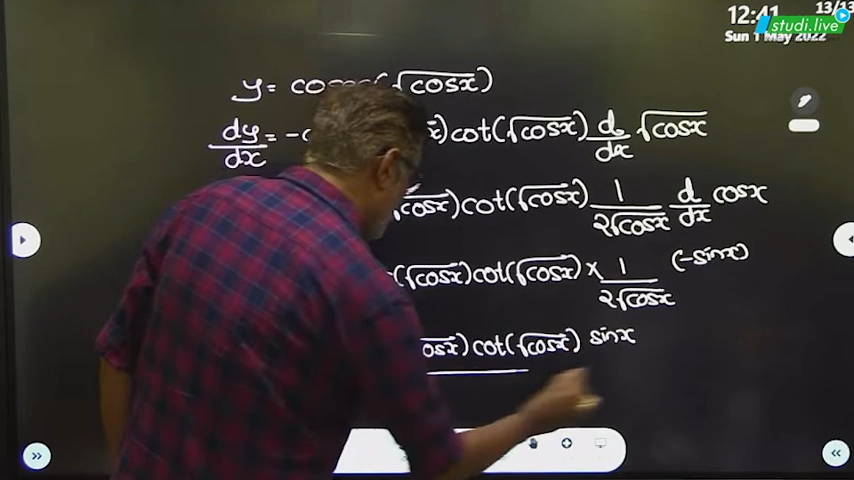 12:41
13/13
studi.live
Sun 1 May 2022
y = cosec(√cosx)
dy/dx = -c )cot(√cosx) d/dx √cosx
√cosx)cot(√cosx) 1/2√cosx d/dx cosx
(√cosx)cot(√cosx) × 1/2√cosx (-sinx)
osx)cot(√cosx) sinx